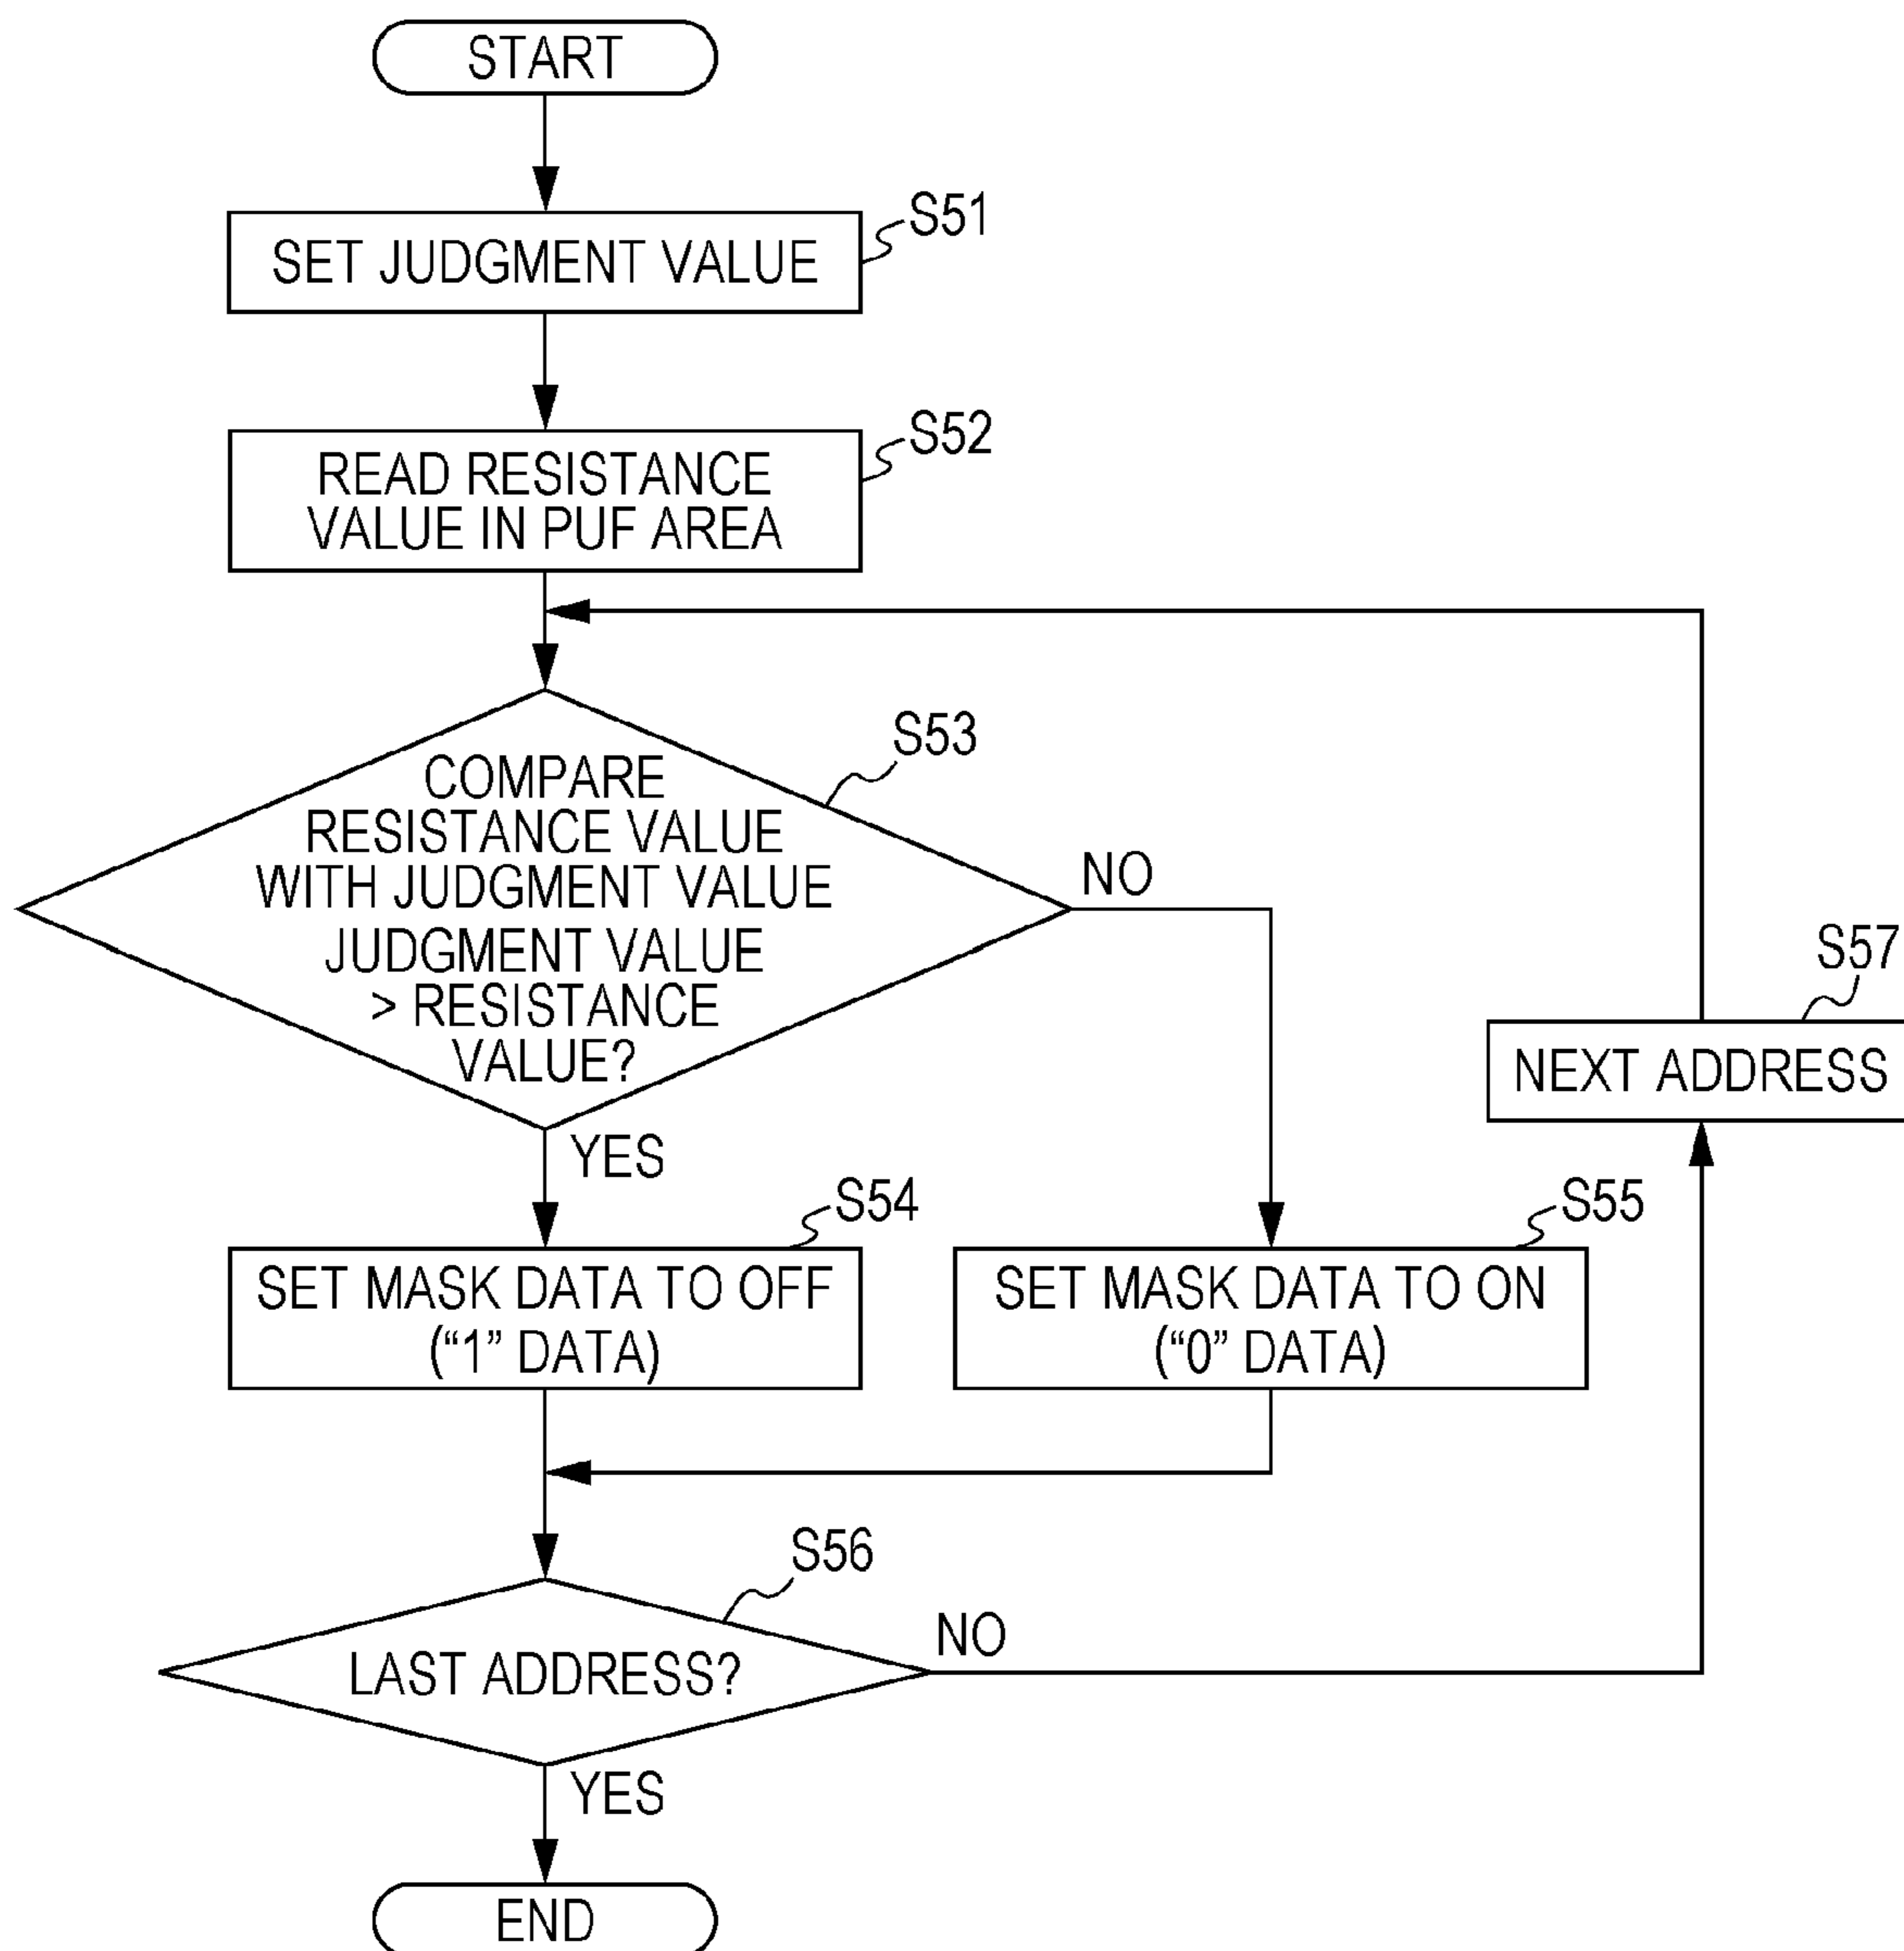 START
SET JUDGMENT VALUE
S51
READ RESISTANCE
VALUE IN PUF AREA
S52
COMPARE
RESISTANCE VALUE
WITH JUDGMENT VALUE
JUDGMENT VALUE
> RESISTANCE
VALUE?
S53
NO
YES
S57
NEXT ADDRESS
S54
SET MASK DATA TO OFF
(“1” DATA)
S55
SET MASK DATA TO ON
(“0” DATA)
S56
LAST ADDRESS?
NO
YES
END